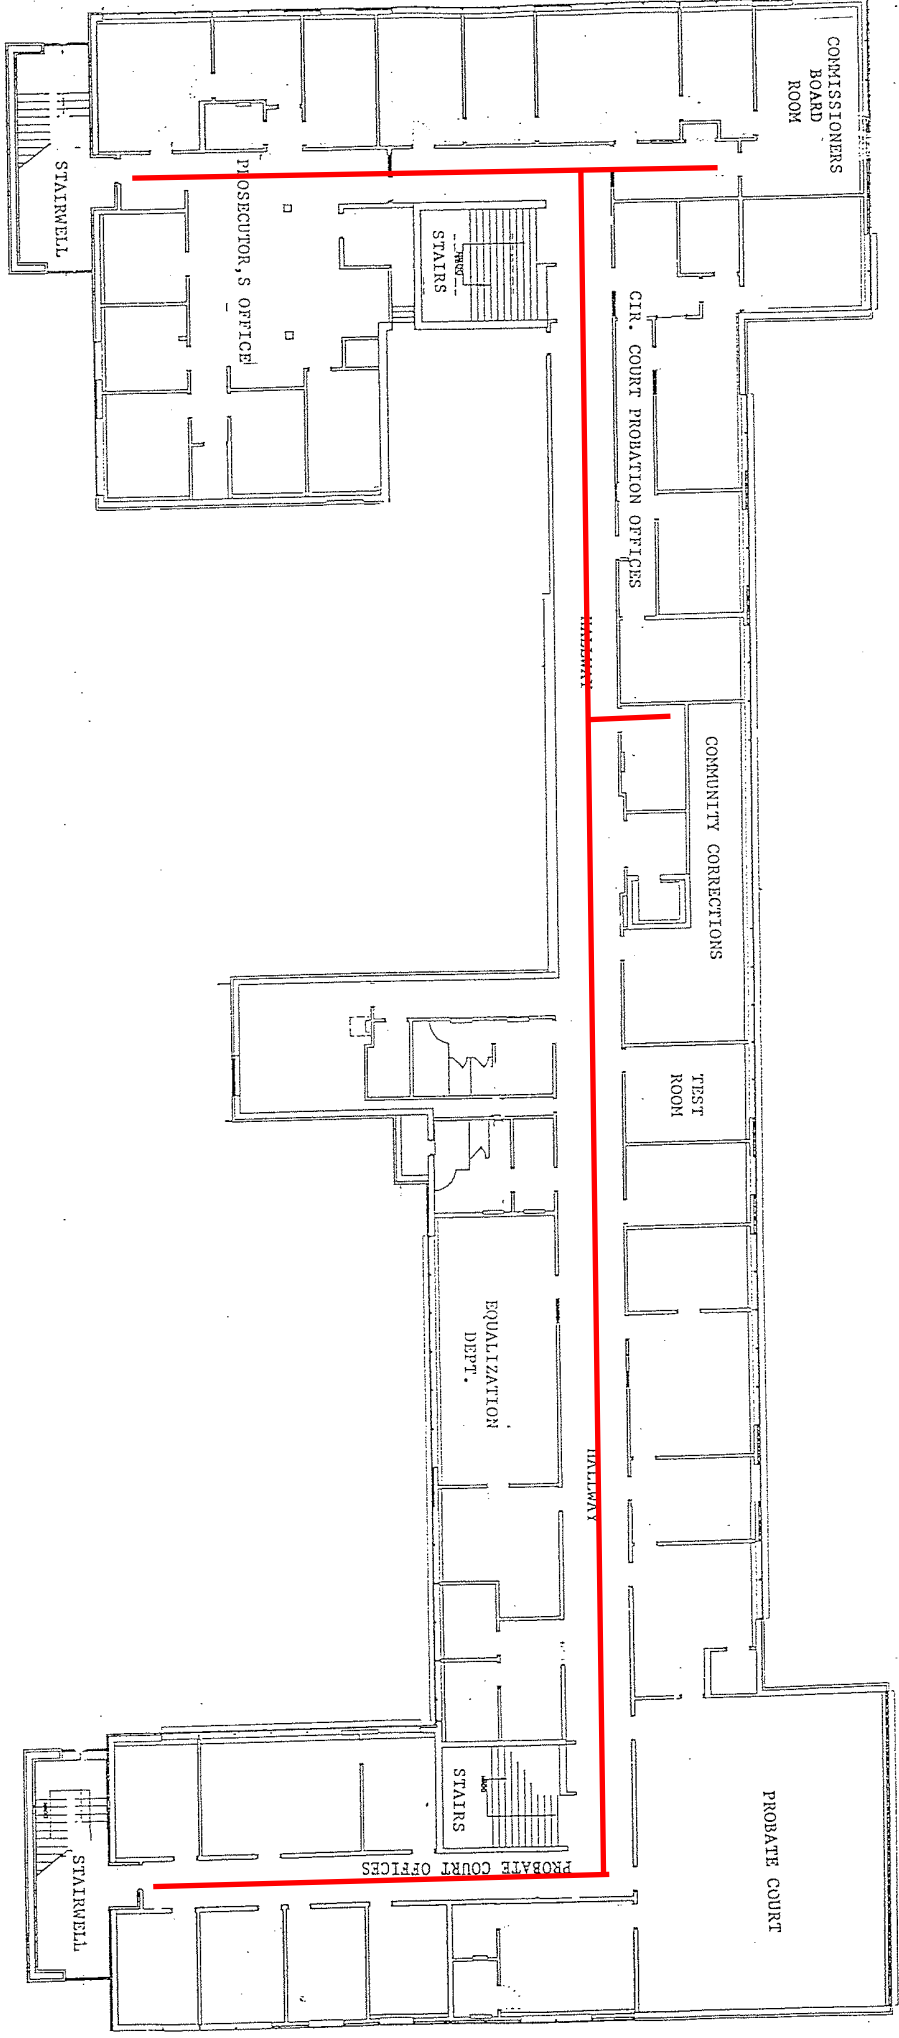 COMMISSIONERS
BOARD
ROOM
STAIRWELL
PROSECUTOR,S OFFICE
STAIRS
CIR. COURT PROBATION OFFICES
HALLWAY
COMMUNITY CORRECTIONS
TEST
ROOM
EQUALIZATION
DEPT.
HALLWAY
PROBATE COURT
STAIRS
PROBATE COURT OFFICES
STAIRWELL